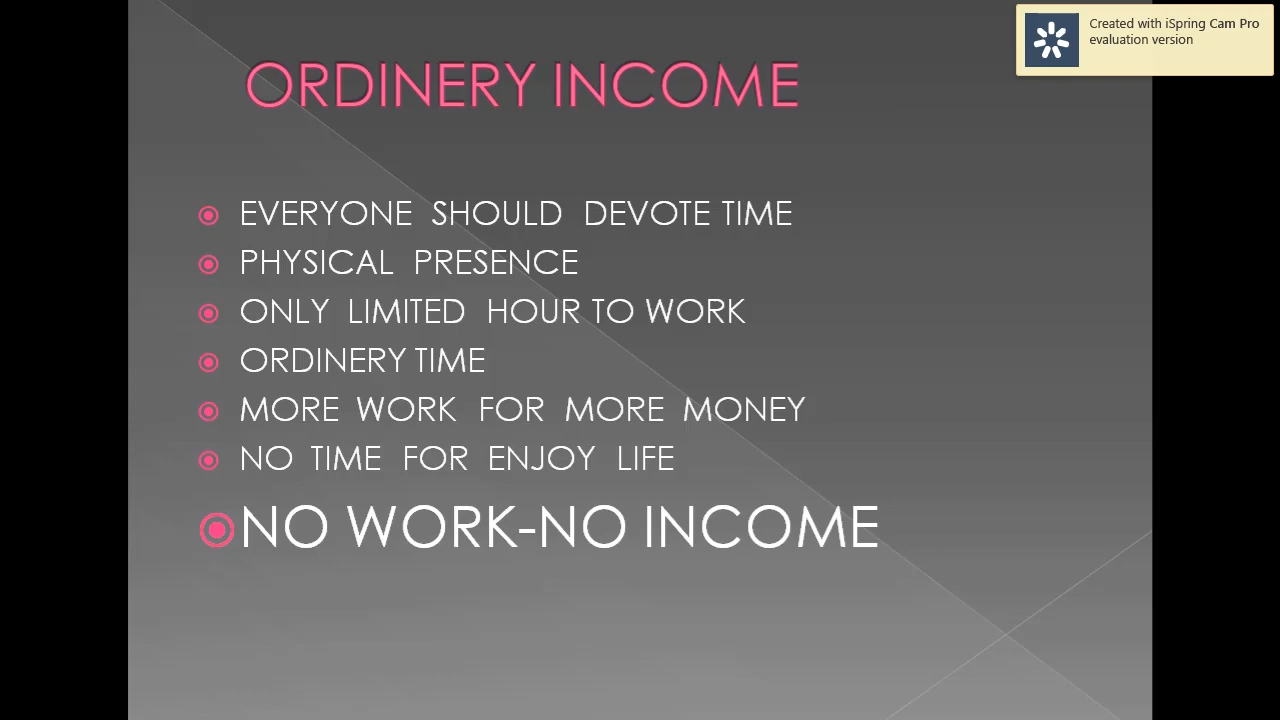 Created with iSpring Cam Pro
evaluation version
ORDINERY INCOME
EVERYONE SHOULD DEVOTE TIME
PHYSICAL PRESENCE
ONLY LIMITED HOUR TO WORK
ORDINERY TIME
MORE WORK FOR MORE MONEY
NO TIME FOR ENJOY LIFE
NO WORK-NO INCOME